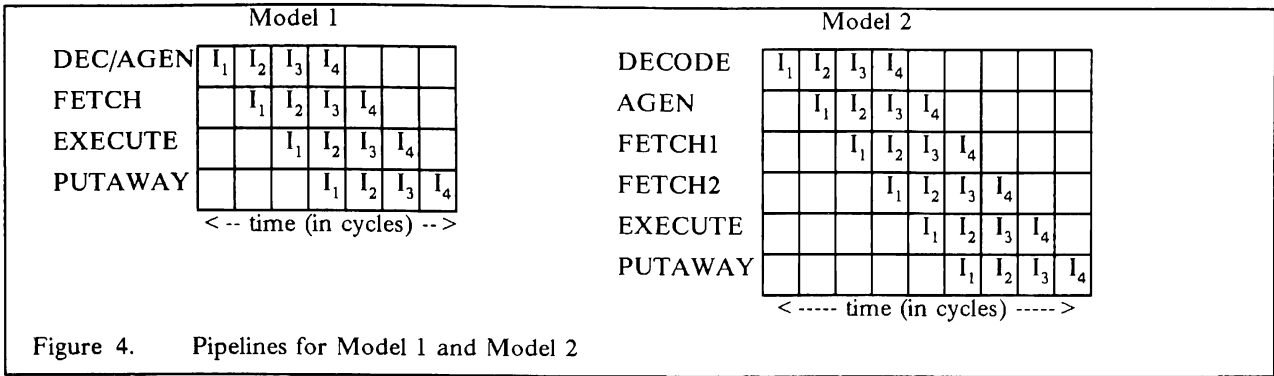 Model 1
DEC/AGEN I₁ I₂ I₃ I₄
FETCH I₁ I₂ I₃ I₄
EXECUTE I₁ I₂ I₃ I₄
PUTAWAY I₁ I₂ I₃ I₄
< -- time (in cycles) -- >
Model 2
DECODE I₁ I₂ I₃ I₄
AGEN I₁ I₂ I₃ I₄
FETCH1 I₁ I₂ I₃ I₄
FETCH2 I₁ I₂ I₃ I₄
EXECUTE I₁ I₂ I₃ I₄
PUTAWAY I₁ I₂ I₃ I₄
< ----- time (in cycles) ----- >
Figure 4. Pipelines for Model 1 and Model 2